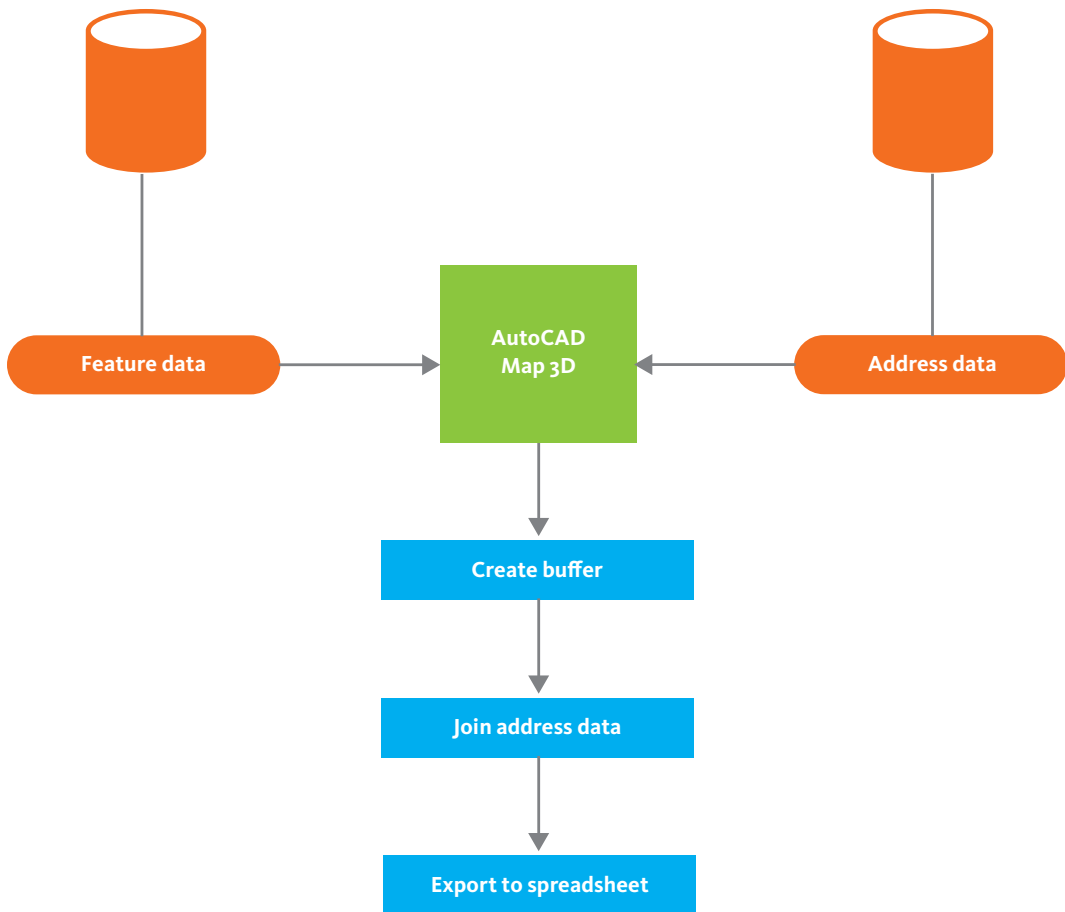 Feature data
AutoCAD
Map 3D
Address data
Create buffer
Join address data
Export to spreadsheet